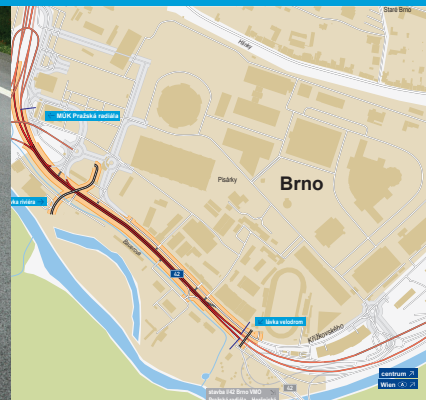 Staré Brno
Hlinky
MÚK Pražská radiála
Pisárky
Brno
lávka riviéra
Bauerova
42
lávka velodrom
Křížkovského
centrum
Wien A
stavba I/42 Brno VMO
42